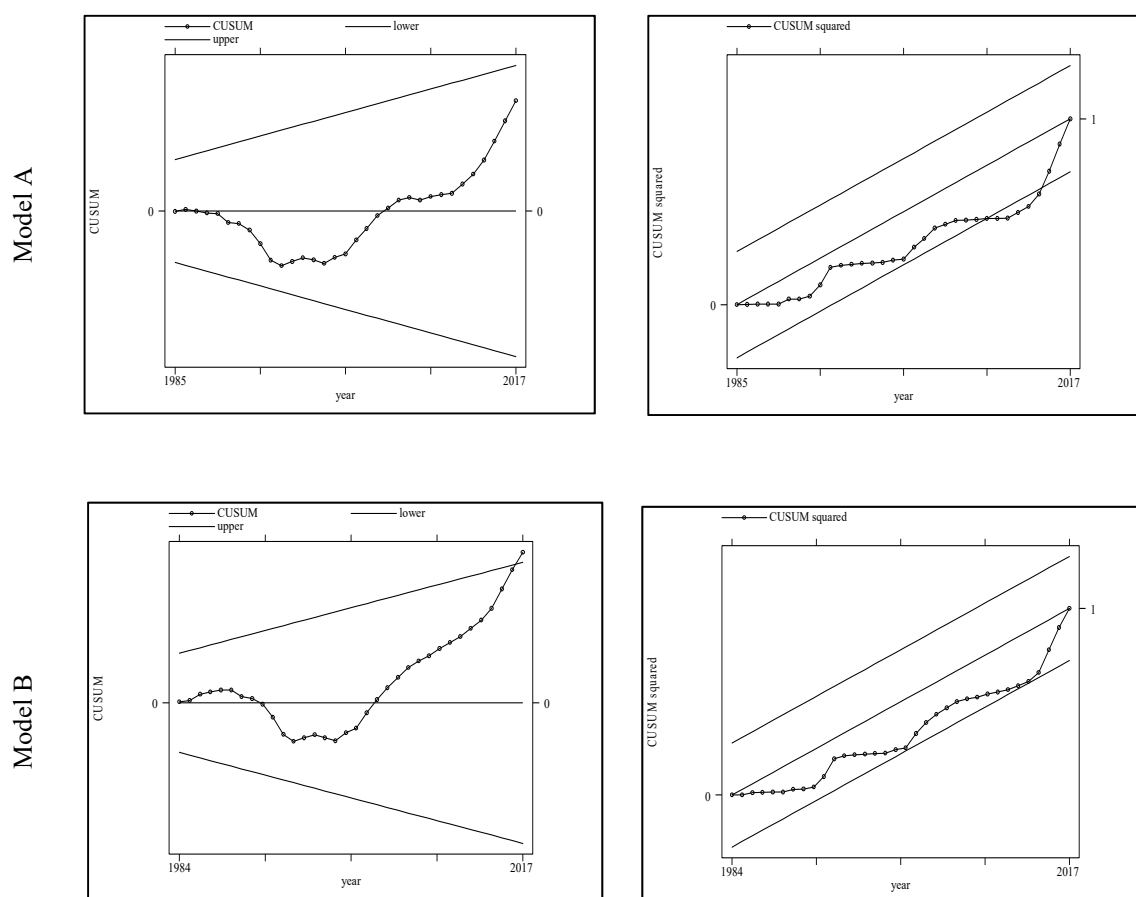 Model A
CUSUM lower
upper
CUSUM
0
0
1985
2017
year
CUSUM squared
CUSUM squared
0
1
1985
2017
year
Model B
CUSUM lower
upper
CUSUM
0
0
1984
2017
year
CUSUM squared
CUSUM squared
0
1
1984
2017
year